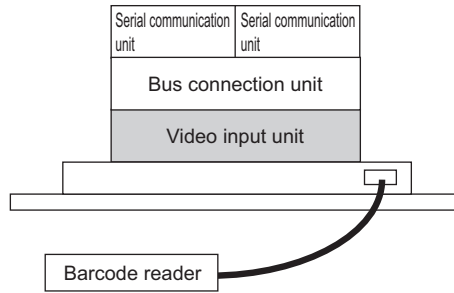 Serial communication
unit
Serial communication
unit
Bus connection unit
Video input unit
Barcode reader